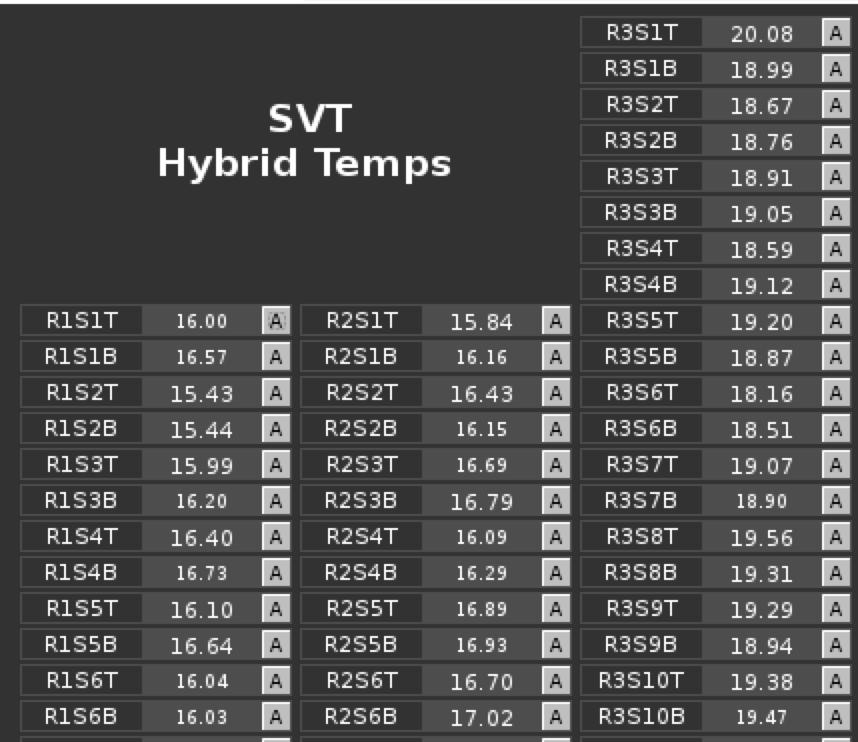 R3S1T 20.08 A
R3S1B 18.99 A
R3S2T 18.67 A
SVT
R3S2B 18.76 A
Hybrid Temps
R3S3T 18.91 A
R3S3B 19.05 A
R3S4T 18.59 A
R3S4B 19.12 A
R1S1T 16.00 A R2S1T 15.84 A R3S5T 19.20 A
R1S1B 16.57 A R2S1B 16.16 A R3S5B 18.87 A
R1S2T 15.43 A R2S2T 16.43 A R3S6T 18.16 A
R1S2B 15.44 A R2S2B 16.15 A R3S6B 18.51 A
R1S3T 15.99 A R2S3T 16.69 A R3S7T 19.07 A
R1S3B 16.20 A R2S3B 16.79 A R3S7B 18.90 A
R1S4T 16.40 A R2S4T 16.09 A R3S8T 19.56 A
R1S4B 16.73 A R2S4B 16.29 A R3S8B 19.31 A
R1S5T 16.10 A R2S5T 16.89 A R3S9T 19.29 A
R1S5B 16.64 A R2S5B 16.93 A R3S9B 18.94 A
R1S6T 16.04 A R2S6T 16.70 A R3S10T 19.38 A
R1S6B 16.03 A R2S6B 17.02 A R3S10B 19.47 A